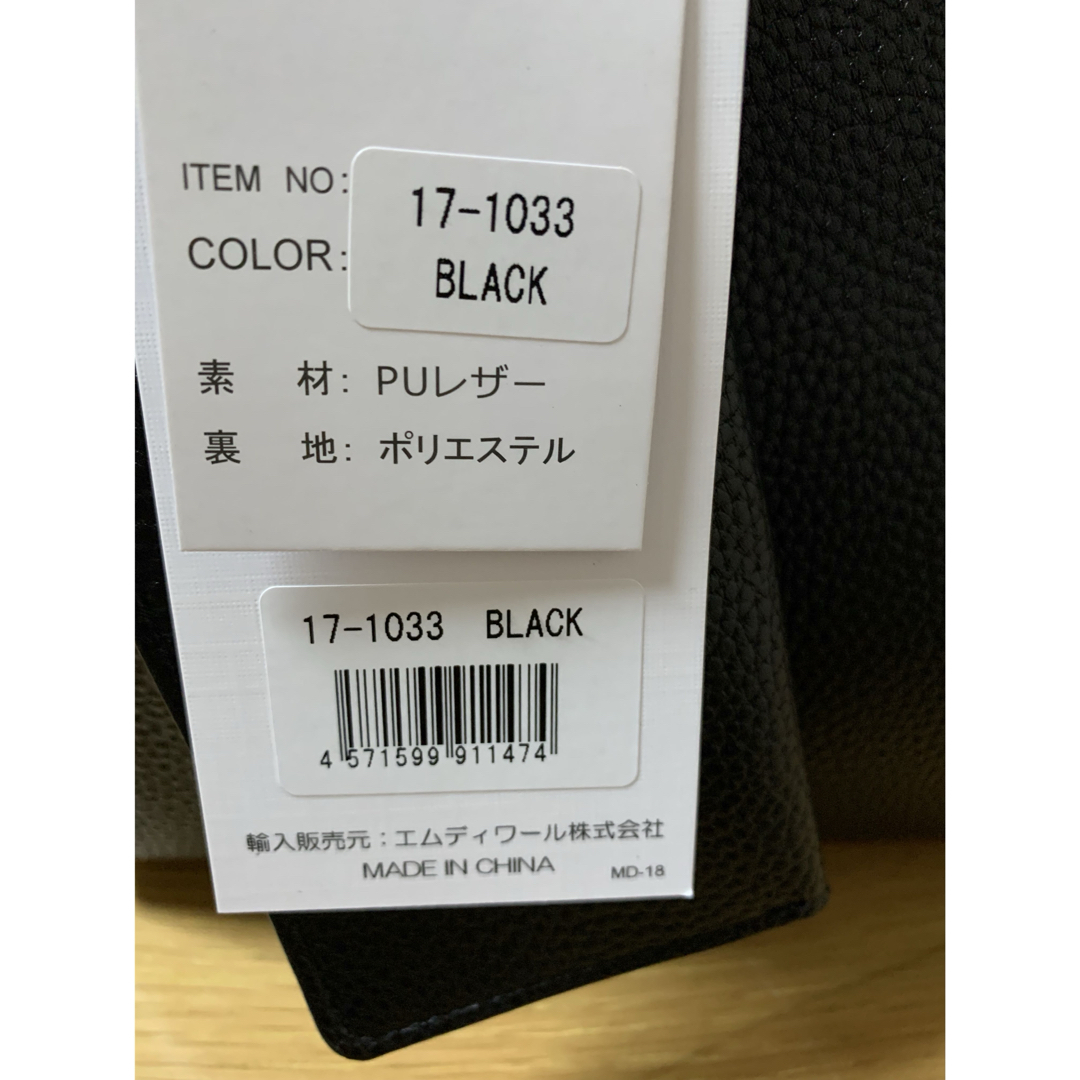 ITEM NO: 17-1033
COLOR: BLACK
素 材: PUレザー
裏 地: ポリエステル
17-1033 BLACK
4 571599 911474
輸入販売元：エムディワール株式会社
MADE IN CHINA
MD-18